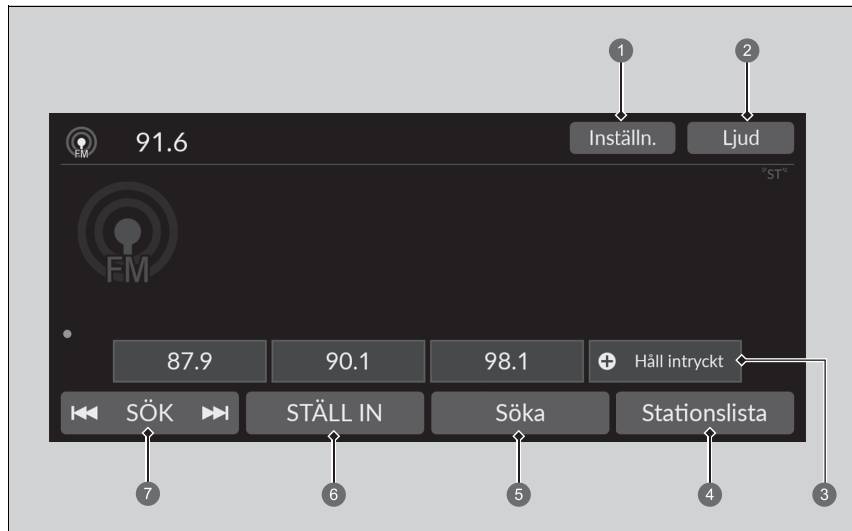 1 2
FM 91.6 Inställn. Ljud
ST
FM
87.9 90.1 98.1 Håll intryckt
SÖK STÄLL IN Söka Stationslista
7 6 5 4 3